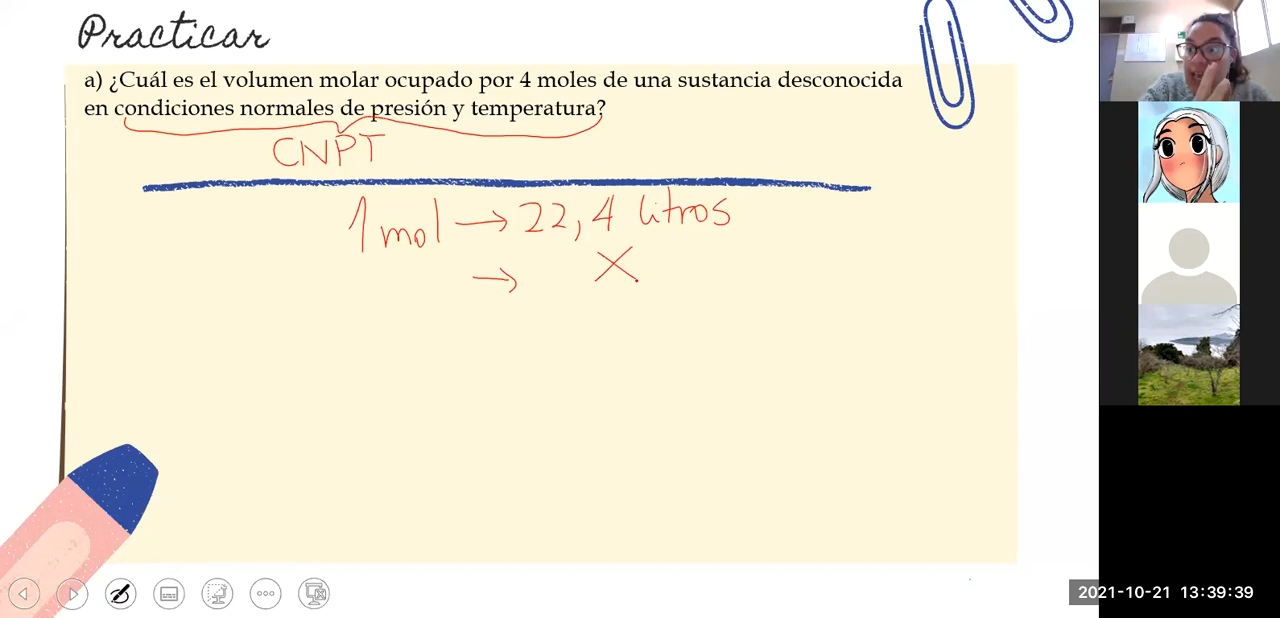 Practicar
a) ¿Cuál es el volumen molar ocupado por 4 moles de una sustancia desconocida
en condiciones normales de presión y temperatura?
CNPT
1 mol → 22,4 litros
→ X
2021-10-21 13:39:39